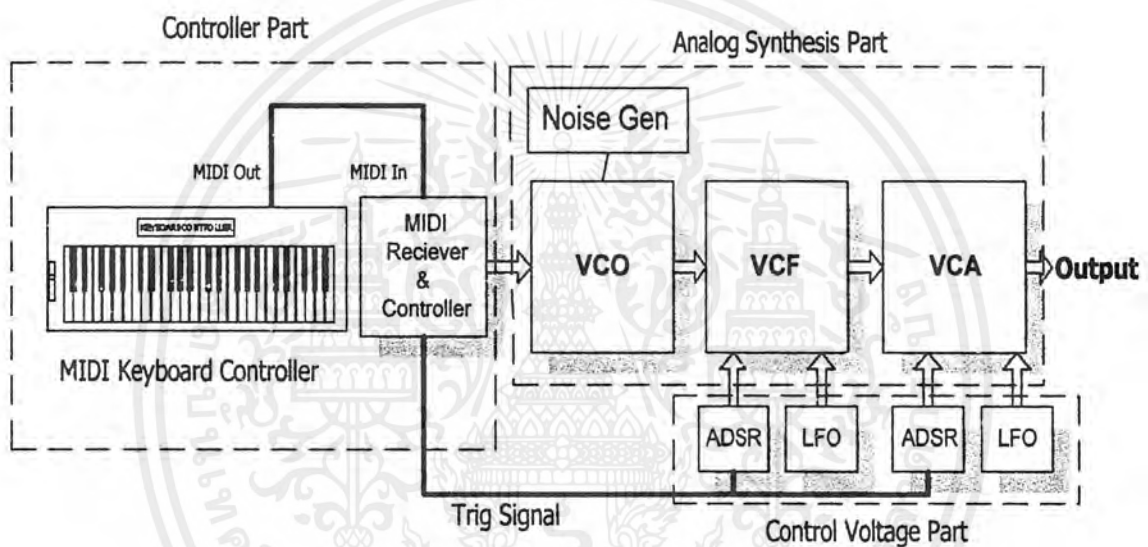 Controller Part
Analog Synthesis Part
Noise Gen
MIDI Out
MIDI In
MIDI
Reciever
&
Controller
VCO
VCF
VCA
Output
MIDI Keyboard Controller
ADSR
LFO
ADSR
LFO
Trig Signal
Control Voltage Part